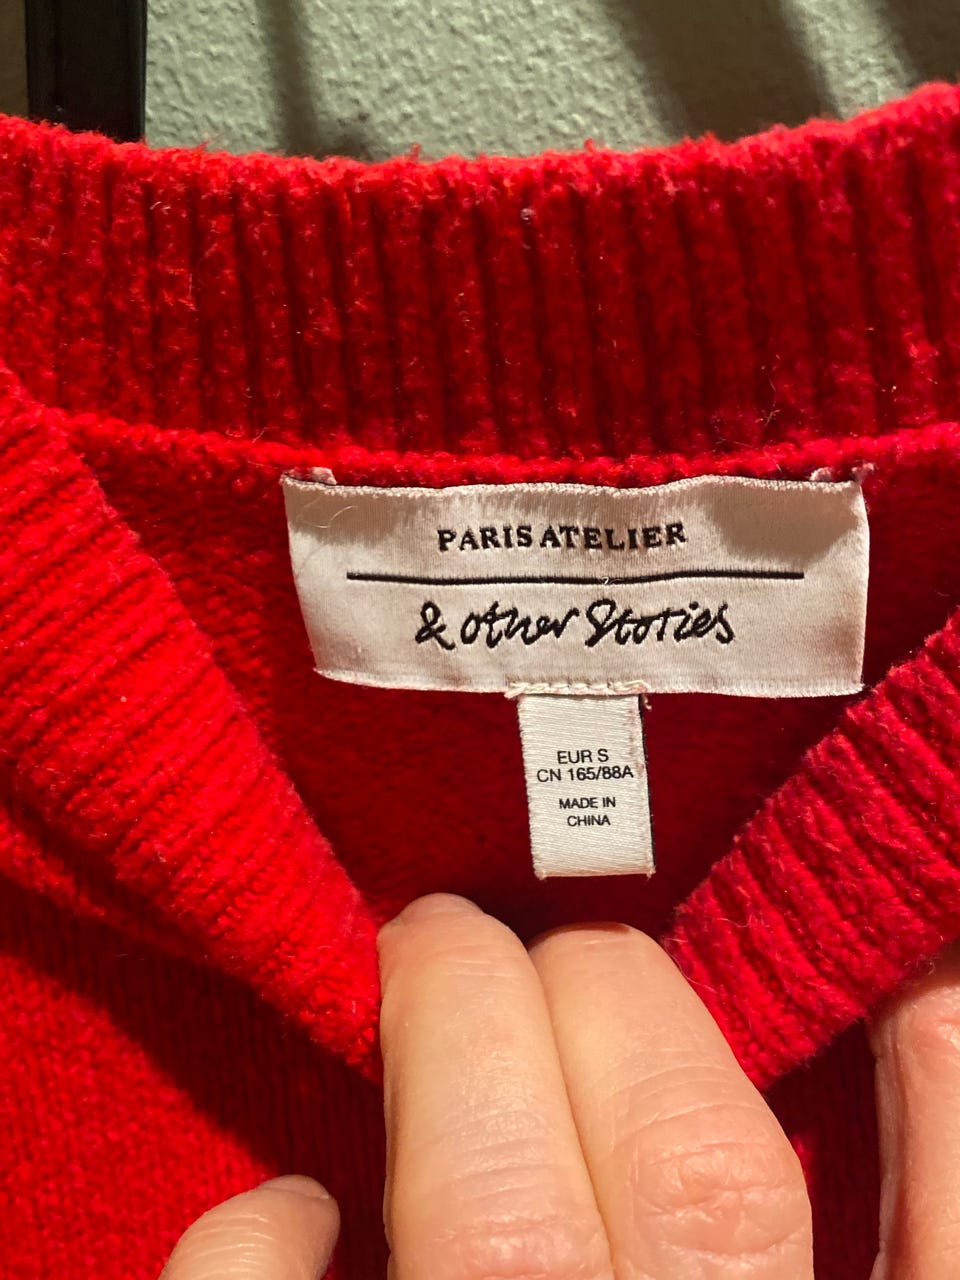 PARIS ATELIER
& other Stories
EUR S
CN 165/88A
MADE IN
CHINA